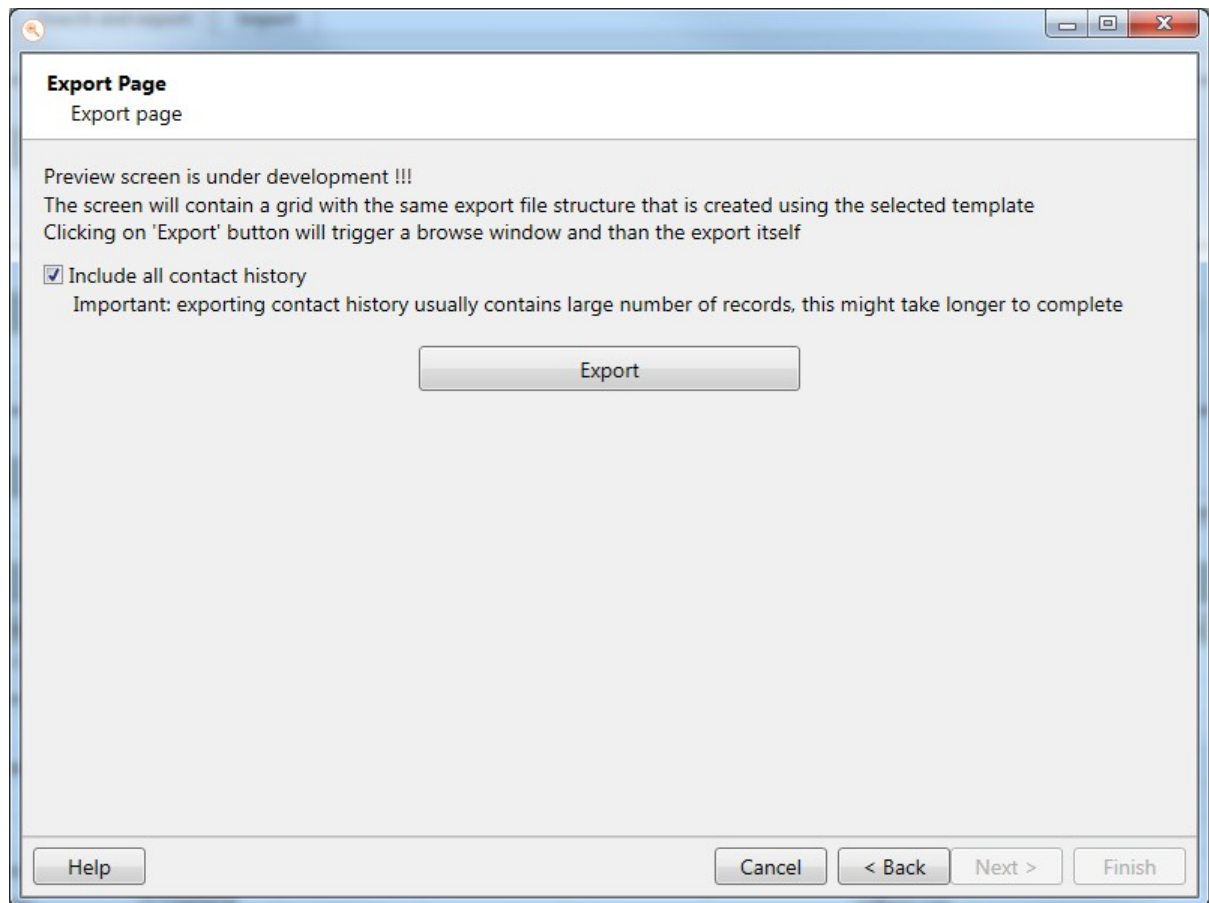 Export Page
Export page
Preview screen is under development !!!
The screen will contain a grid with the same export file structure that is created using the selected template
Clicking on 'Export' button will trigger a browse window and than the export itself
Include all contact history
Important: exporting contact history usually contains large number of records, this might take longer to complete
Export
Help Cancel < Back Next > Finish